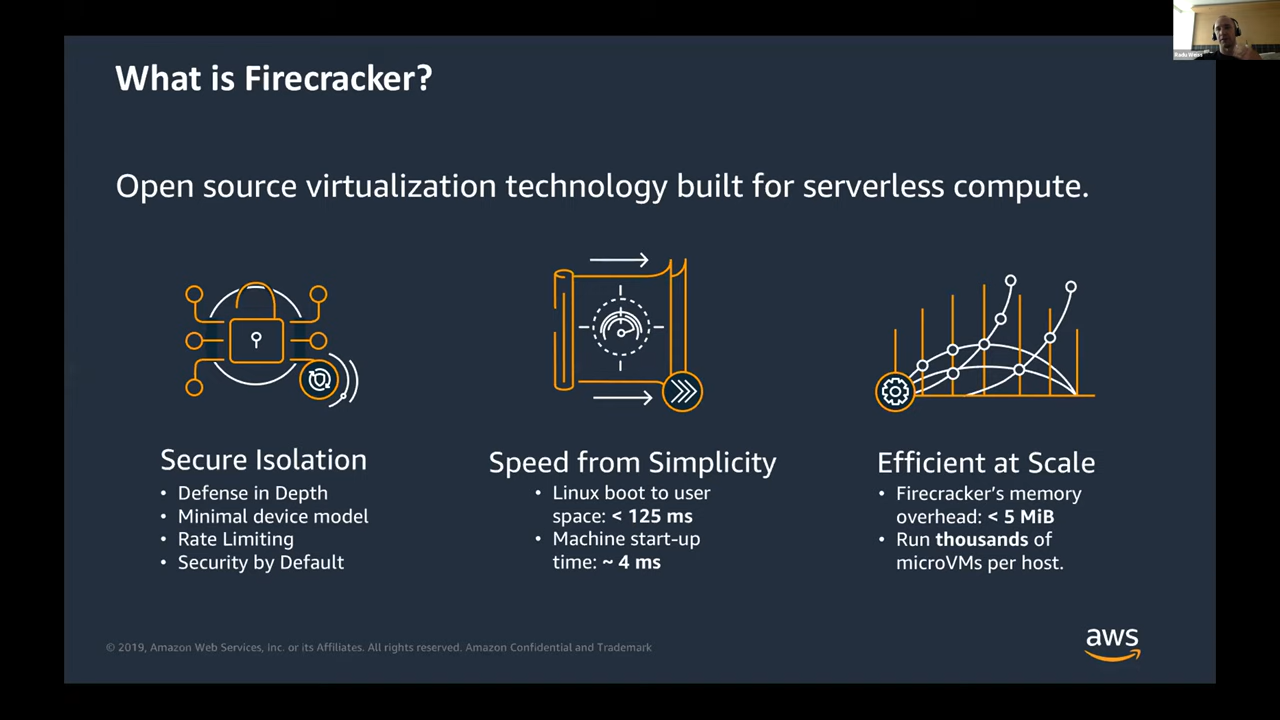 What is Firecracker?
Open source virtualization technology built for serverless compute.
Secure Isolation
• Defense in Depth
• Minimal device model
• Rate Limiting
• Security by Default
Speed from Simplicity
• Linux boot to user
space: < 125 ms
• Machine start-up
time: ~ 4 ms
Efficient at Scale
• Firecracker's memory
overhead: < 5 MiB
• Run thousands of
microVMs per host.
© 2019, Amazon Web Services, Inc. or its Affiliates. All rights reserved. Amazon Confidential and Trademark
aws
Radu Weiss